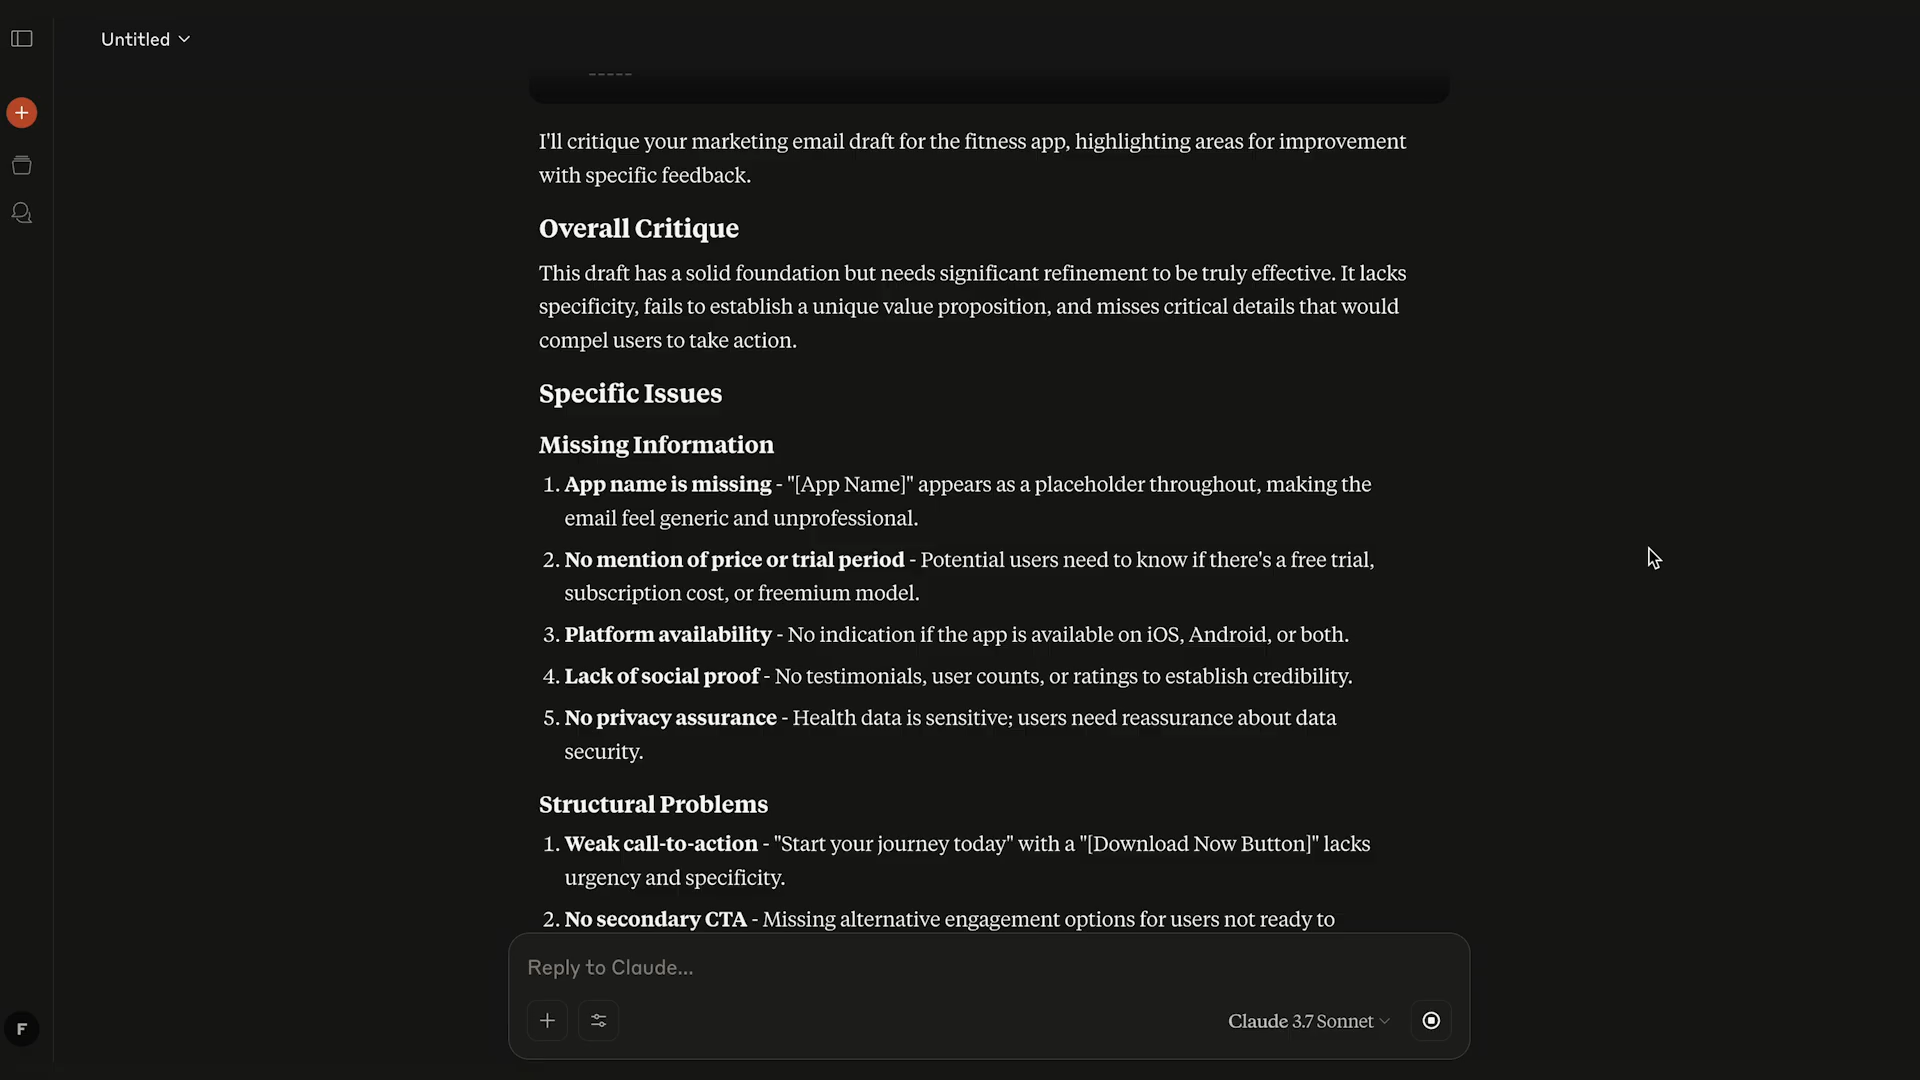 Untitled
-----
I'll critique your marketing email draft for the fitness app, highlighting areas for improvement
with specific feedback.
Overall Critique
This draft has a solid foundation but needs significant refinement to be truly effective. It lacks
specificity, fails to establish a unique value proposition, and misses critical details that would
compel users to take action.
Specific Issues
Missing Information
1. App name is missing - "[App Name]" appears as a placeholder throughout, making the
email feel generic and unprofessional.
2. No mention of price or trial period - Potential users need to know if there's a free trial,
subscription cost, or freemium model.
3. Platform availability - No indication if the app is available on iOS, Android, or both.
4. Lack of social proof - No testimonials, user counts, or ratings to establish credibility.
5. No privacy assurance - Health data is sensitive; users need reassurance about data
security.
Structural Problems
1. Weak call-to-action - "Start your journey today" with a "[Download Now Button]" lacks
urgency and specificity.
2. No secondary CTA - Missing alternative engagement options for users not ready to
Reply to Claude...
Claude 3.7 Sonnet
F